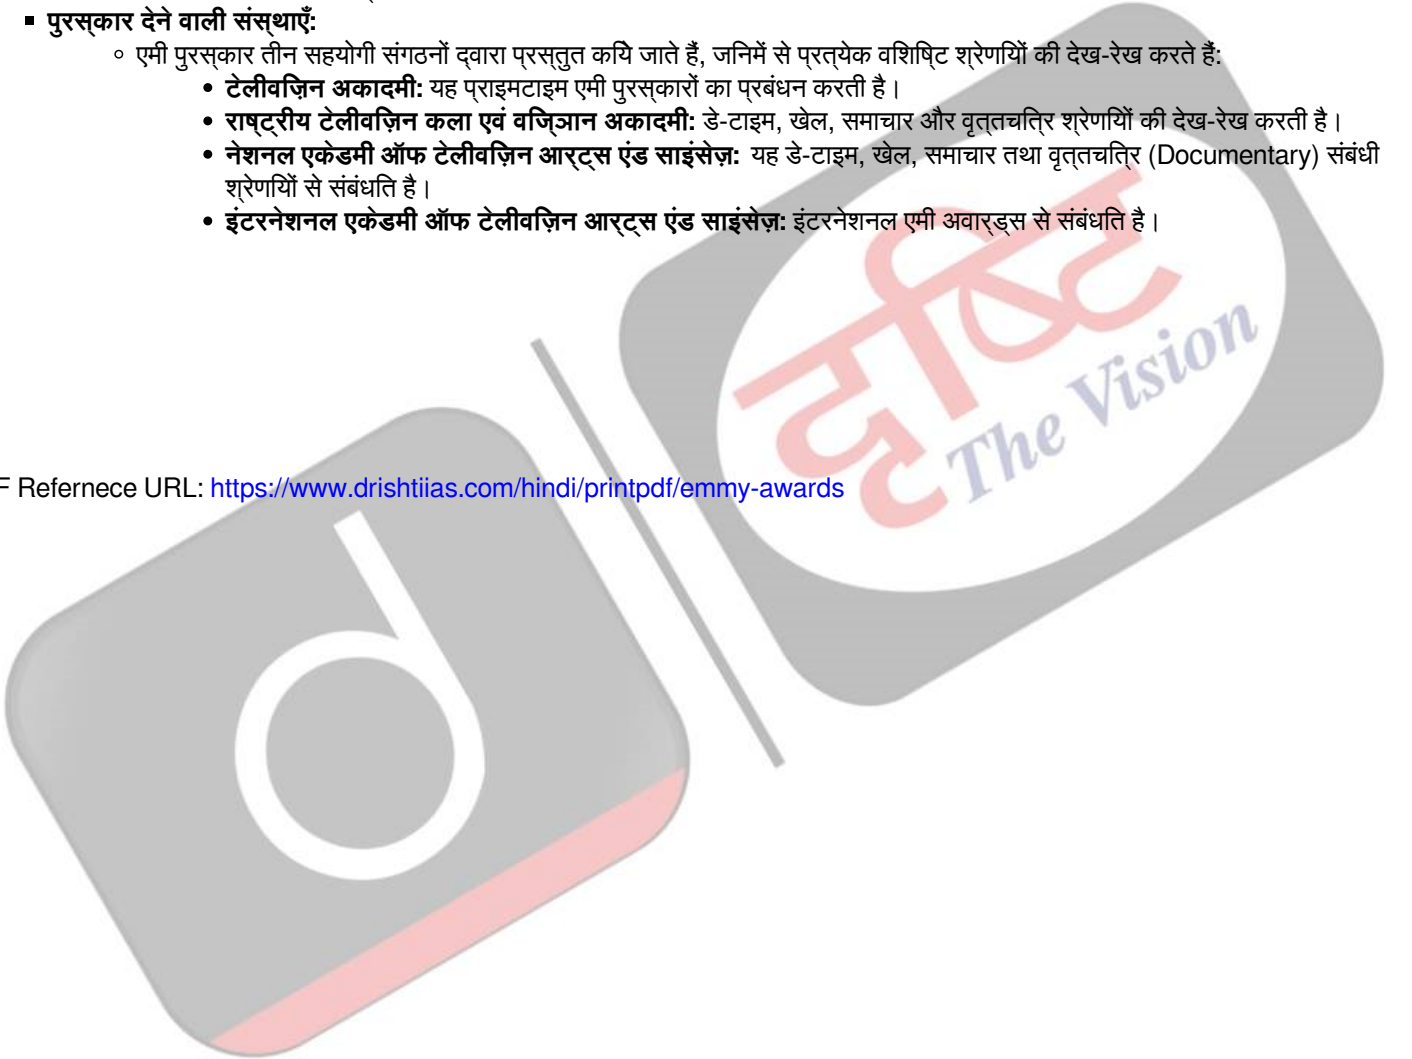 पुरस्कार देने वाली संस्थाएँ:
एमी पुरस्कार तीन सहयोगी संगठनों द्वारा प्रस्तुत किये जाते हैं, जिनमें से प्रत्येक विशिष्ट श्रेणियों की देख-रेख करते हैं:
टेलीविज़न अकादमी: यह प्राइमटाइम एमी पुरस्कारों का प्रबंधन करती है।
राष्ट्रीय टेलीविज़न कला एवं विज्ञान अकादमी: डे-टाइम, खेल, समाचार और वृत्तचित्र श्रेणियों की देख-रेख करती है।
नेशनल एकेडमी ऑफ टेलीविज़न आर्ट्स एंड साइंसेज़: यह डे-टाइम, खेल, समाचार तथा वृत्तचित्र (Documentary) संबंधी
श्रेणियों से संबंधित है।
इंटरनेशनल एकेडमी ऑफ टेलीविज़न आर्ट्स एंड साइंसेज़: इंटरनेशनल एमी अवार्ड्स से संबंधित है।
दृष्टि
The Vision
F Refernece URL: https://www.drishtiias.com/hindi/printpdf/emmy-awards
d